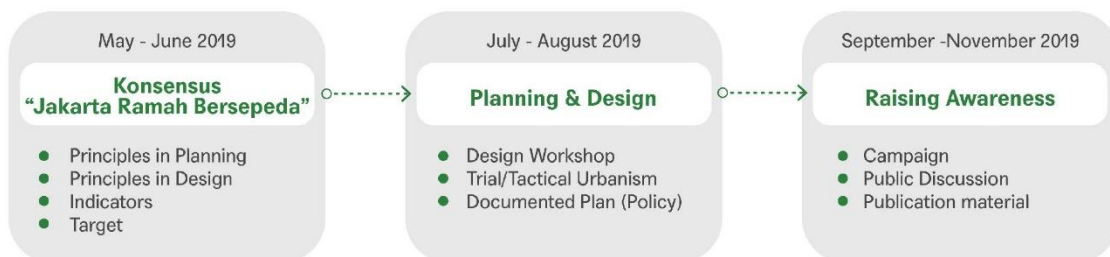 May - June 2019
Konsensus
“Jakarta Ramah Bersepeda”
Principles in Planning
Principles in Design
Indicators
Target
July - August 2019
Planning & Design
Design Workshop
Trial/Tactical Urbanism
Documented Plan (Policy)
September -November 2019
Raising Awareness
Campaign
Public Discussion
Publication material